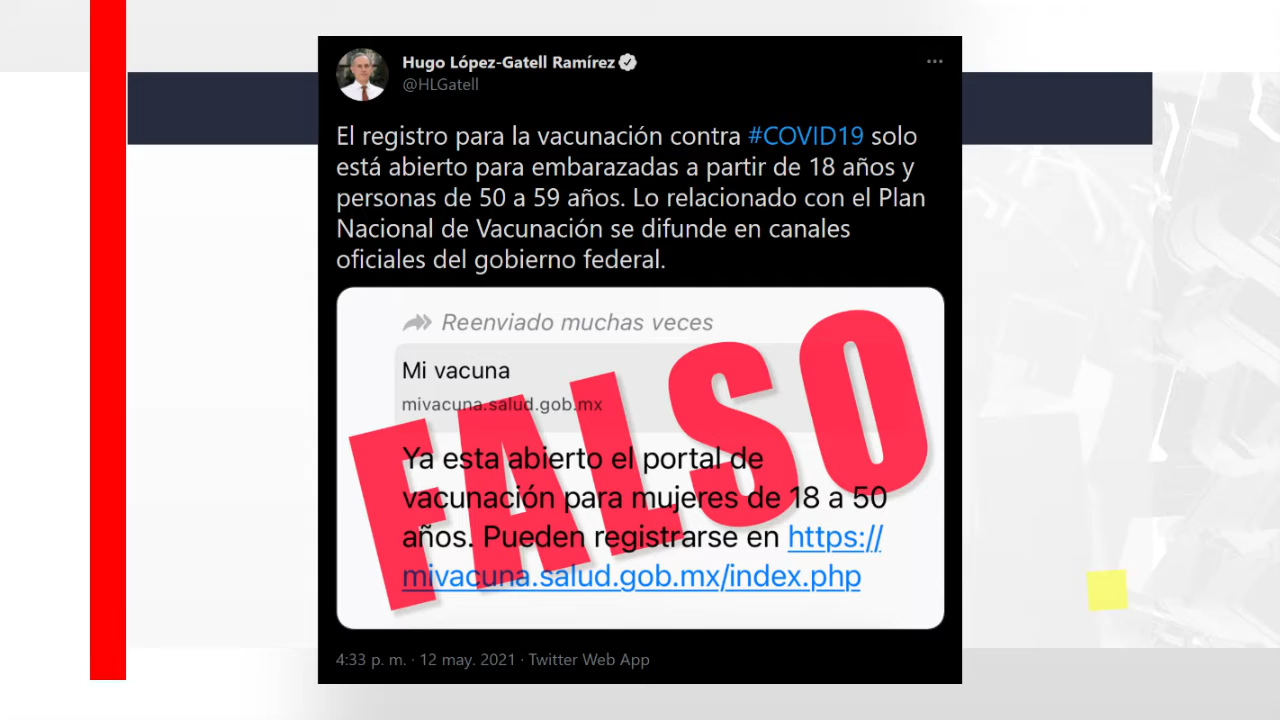 Hugo López-Gatell Ramírez
@HLGatell
El registro para la vacunación contra #COVID19 solo
está abierto para embarazadas a partir de 18 años y
personas de 50 a 59 años. Lo relacionado con el Plan
Nacional de Vacunación se difunde en canales
oficiales del gobierno federal.
Reenviado muchas veces
Mi vacuna
mivacuna.salud.gob.mx
FALSO
Ya esta abierto el portal de
vacunación para mujeres de 18 a 50
años. Pueden registrarse en https://
mivacuna.salud.gob.mx/index.php
4:33 p. m. · 12 may. 2021 · Twitter Web App